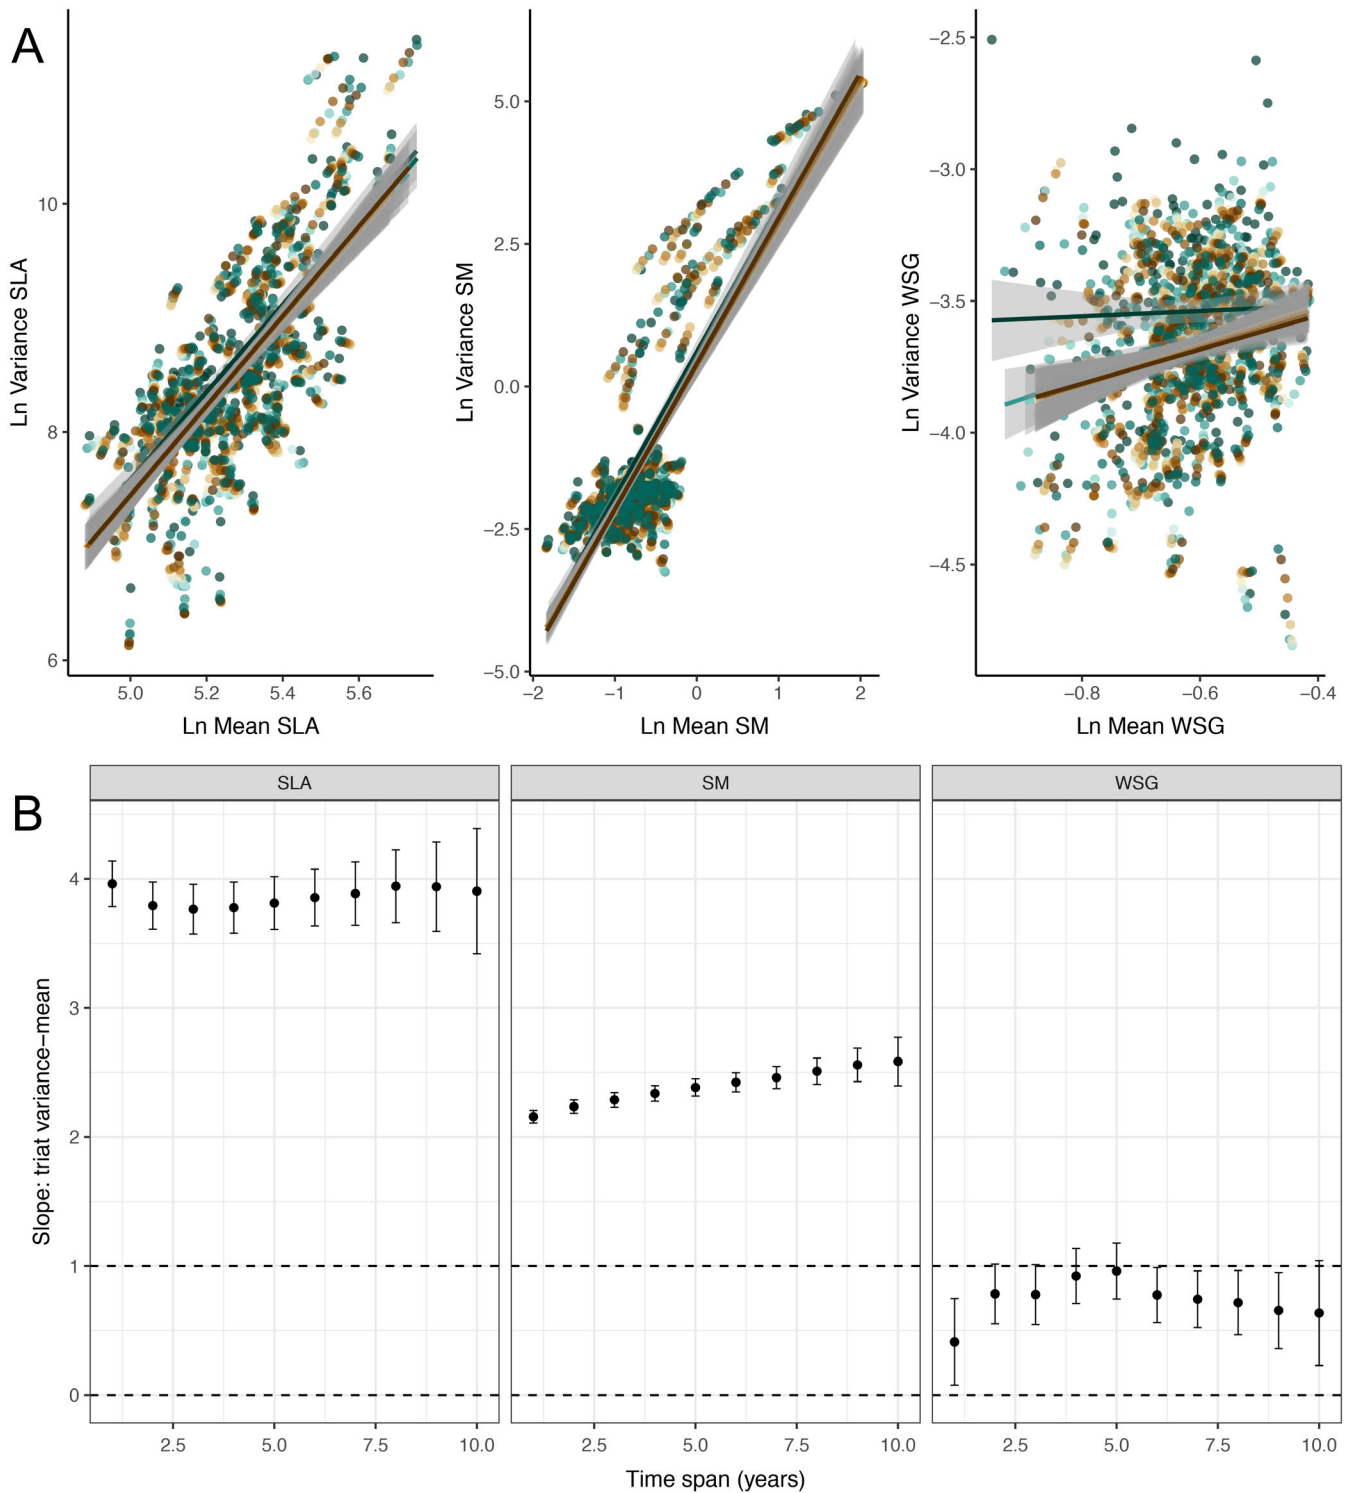 A
Ln Variance SLA
10
8
6
5.0 5.2 5.4 5.6
Ln Mean SLA
Ln Variance SM
5.0
2.5
0.0
−2.5
−5.0
−2 −1 0 1 2
Ln Mean SM
Ln Variance WSG
−2.5
−3.0
−3.5
−4.0
−4.5
−0.8 −0.6 −0.4
Ln Mean WSG
B
SLA SM WSG
Slope: triat variance−mean
4
3
2
1
0
2.5 5.0 7.5 10.0 2.5 5.0 7.5 10.0 2.5 5.0 7.5 10.0
Time span (years)